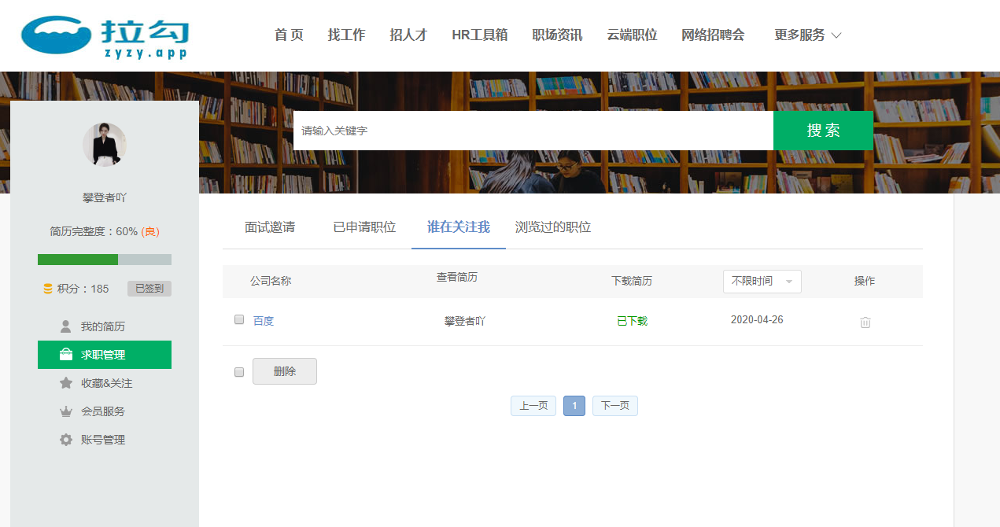 拉勾
zyzy.app
首 页 找工作 招人才 HR工具箱 职场资讯 云端职位 网络招聘会 更多服务
请输入关键字 搜 索
攀登者吖
简历完整度：60% (良)
积分：185 已签到
我的简历
求职管理
收藏&关注
会员服务
账号管理
面试邀请 已申请职位 谁在关注我 浏览过的职位
公司名称 查看简历 下载简历 不限时间 操作
百度 攀登者吖 已下载 2020-04-26
删除
上一页 1 下一页